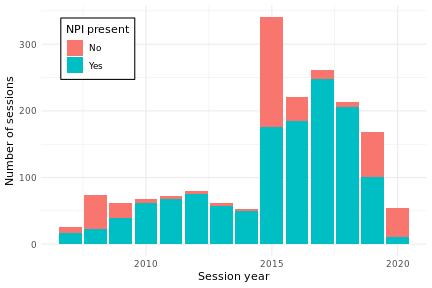 NPI present
No
Yes
Number of sessions
300
200
100
0
2010
2015
2020
Session year